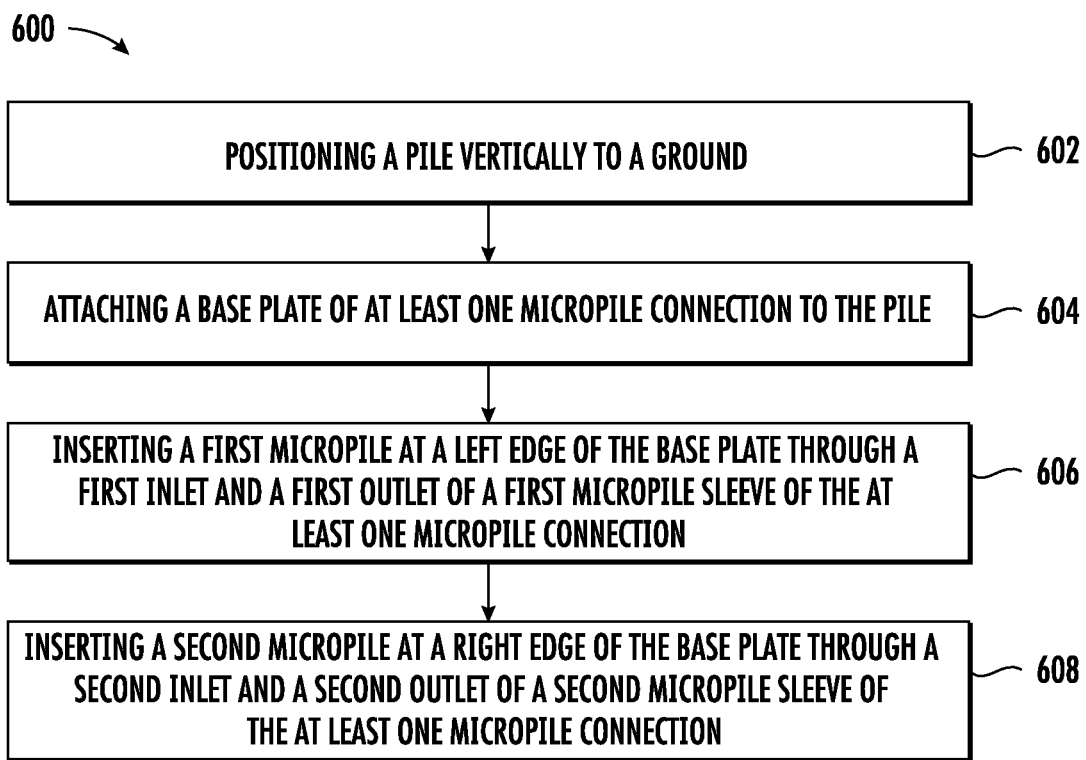 600
POSITIONING A PILE VERTICALLY TO A GROUND
602
ATTACHING A BASE PLATE OF AT LEAST ONE MICROPILE CONNECTION TO THE PILE
604
INSERTING A FIRST MICROPILE AT A LEFT EDGE OF THE BASE PLATE THROUGH A
FIRST INLET AND A FIRST OUTLET OF A FIRST MICROPILE SLEEVE OF THE AT
LEAST ONE MICROPILE CONNECTION
606
INSERTING A SECOND MICROPILE AT A RIGHT EDGE OF THE BASE PLATE THROUGH A
SECOND INLET AND A SECOND OUTLET OF A SECOND MICROPILE SLEEVE OF
THE AT LEAST ONE MICROPILE CONNECTION
608